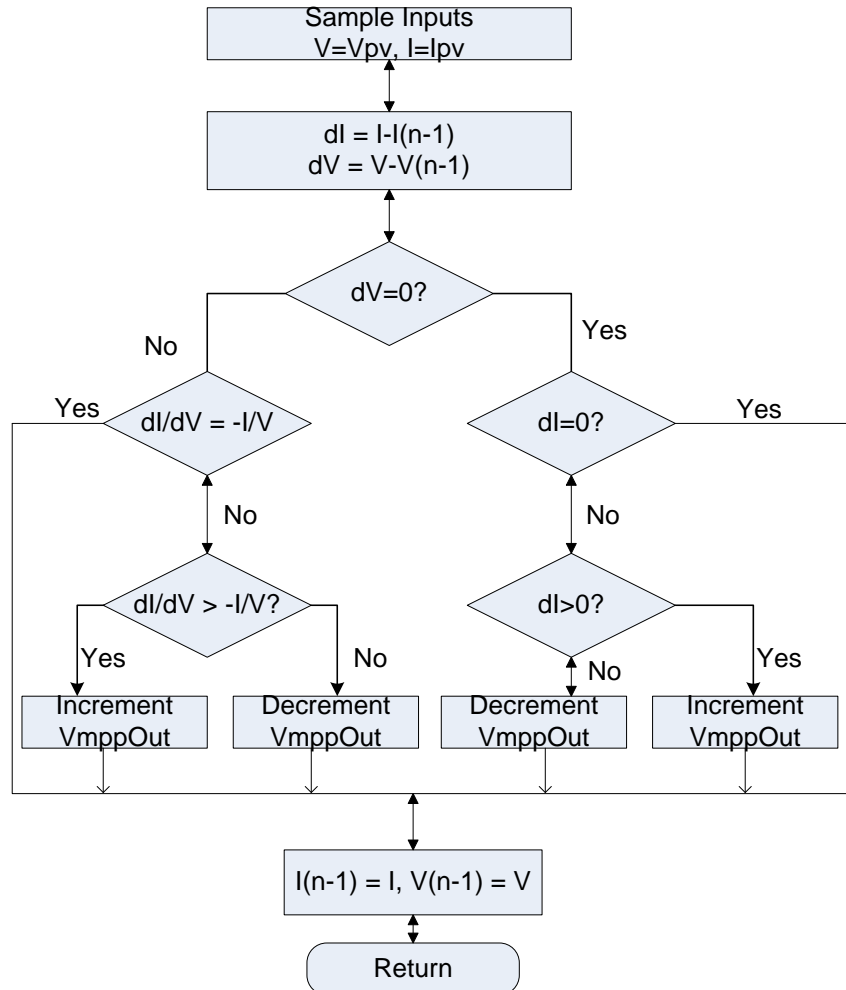 Sample Inputs
V=Vpv, I=Ipv
dI = I-I(n-1)
dV = V-V(n-1)
dV=0?
No
Yes
Yes
dI/dV = -I/V
dI=0?
Yes
No
No
dI/dV > -I/V?
dI>0?
Yes
No
No
Yes
Increment
VmppOut
Decrement
VmppOut
Decrement
VmppOut
Increment
VmppOut
I(n-1) = I, V(n-1) = V
Return